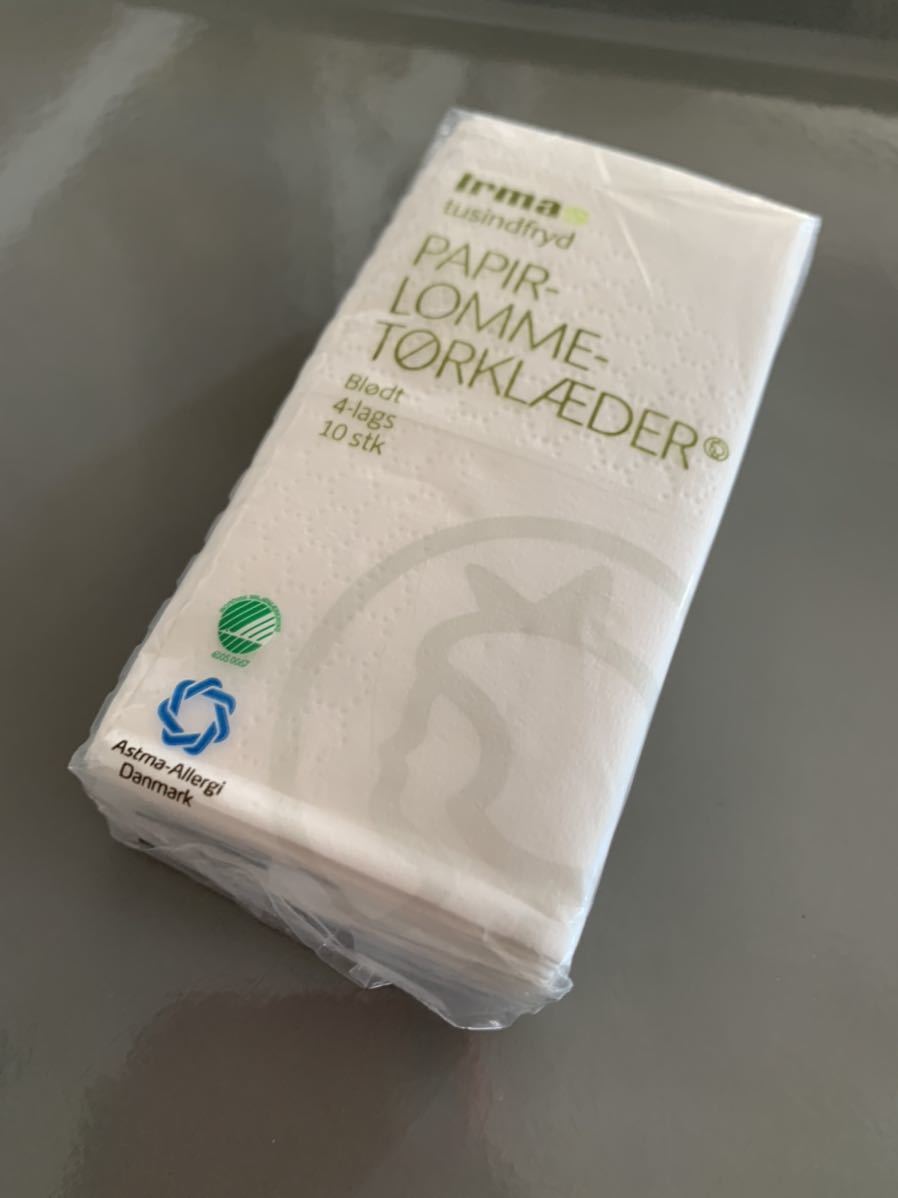 Irma
tusindfryd
PAPIR-
LOMME-
TØRKLÆDER
Blødt
4-lags
10 stk
Astma-Allergi
Danmark